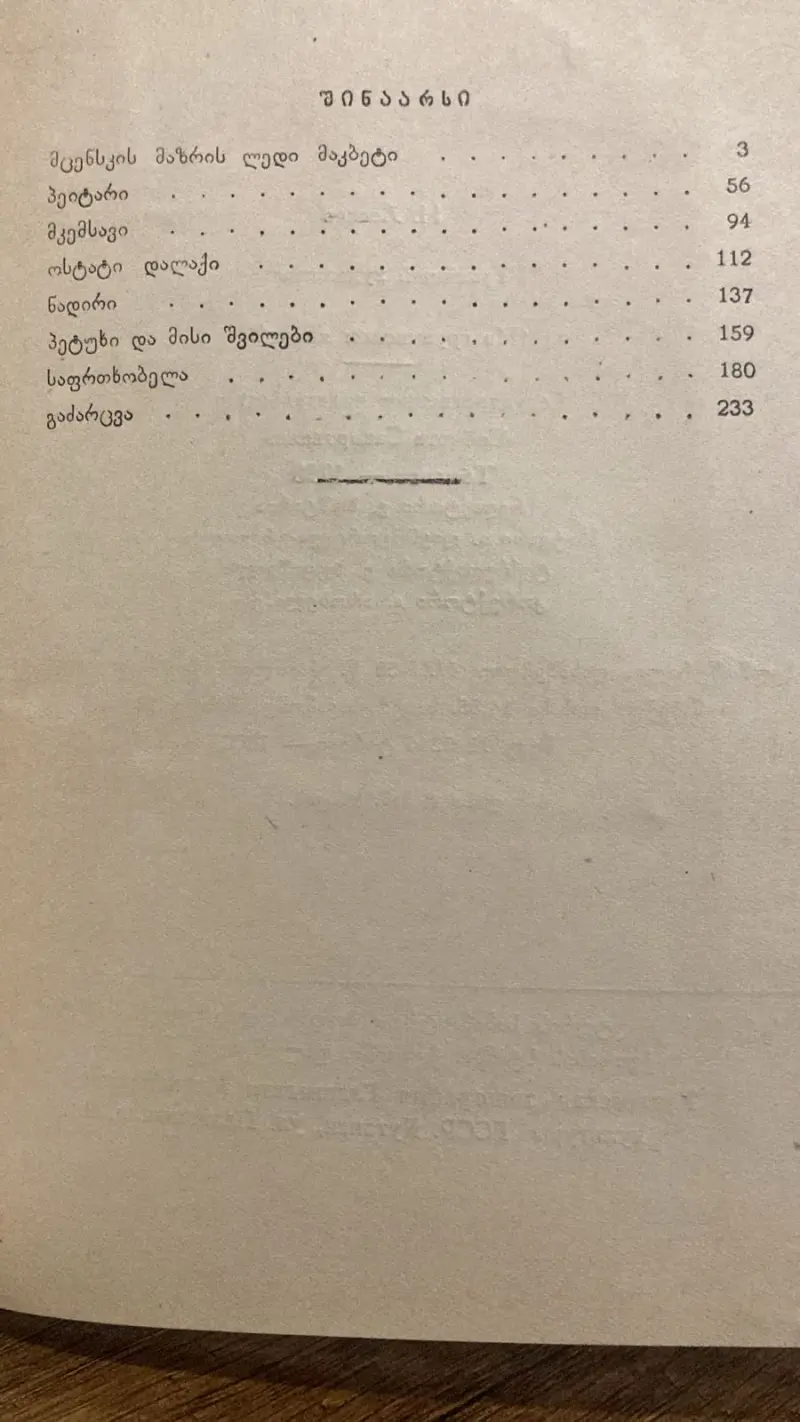 შინაარსი
მცენსკის მაზრის ლედი მაკბეტი . . . . . . . . . 3
პეიტარი . . . . . . . . . . . . . . . . . . 56
მკემსავი . . . . . . . . . . . . . . . . . . 94
ოსტატი დალაქი . . . . . . . . . . . . . . . 112
ნადირი . . . . . . . . . . . . . . . . . . 137
პეტუხი და მისი შვილები . . . . . . . . . . . . 159
საფრთხობელა . . . . . . . . . . . . . . . . 180
გაძარცვა . . . . . . . . . . . . . . . . . . 233